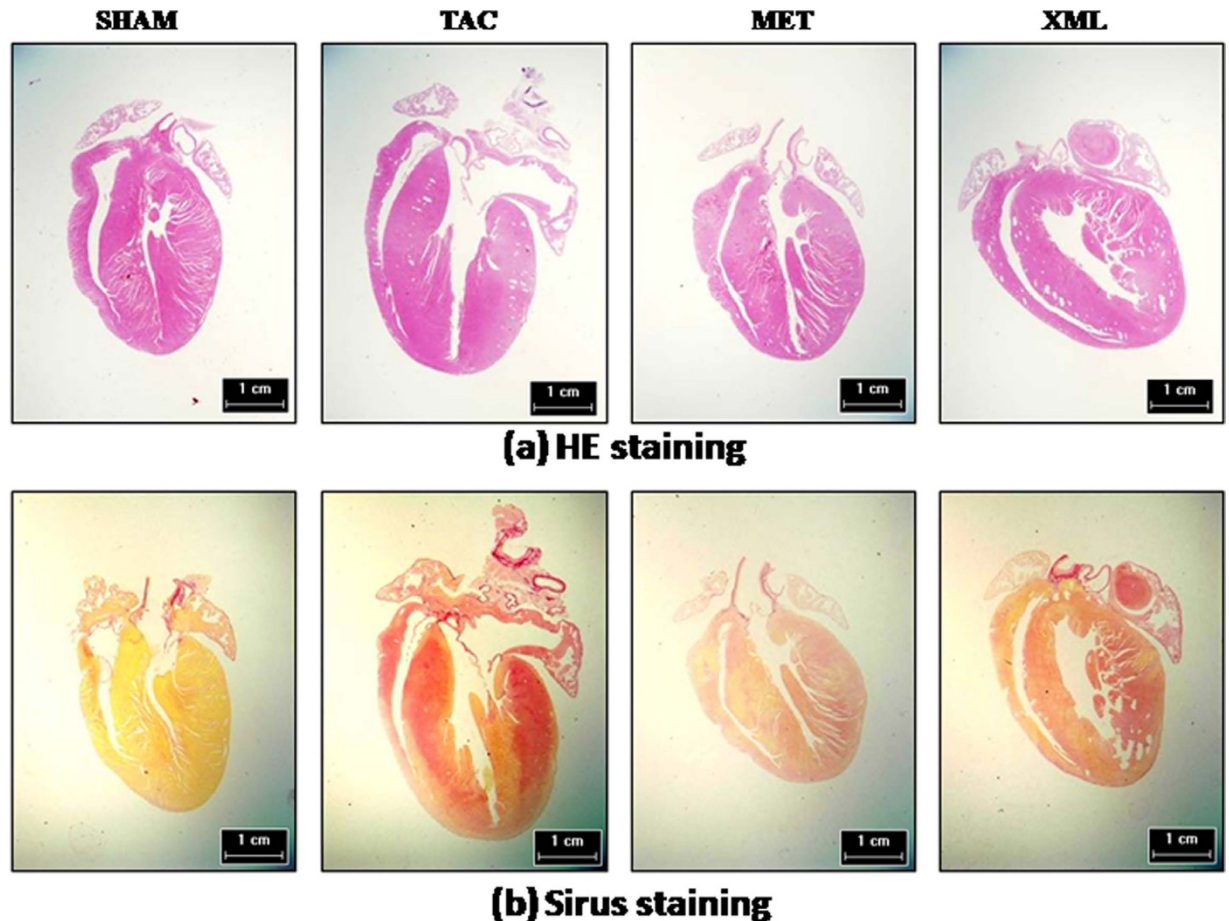 SHAM TAC MET XML
1 cm 1 cm 1 cm 1 cm
(a) HE staining
1 cm 1 cm 1 cm 1 cm
(b) Sirus staining